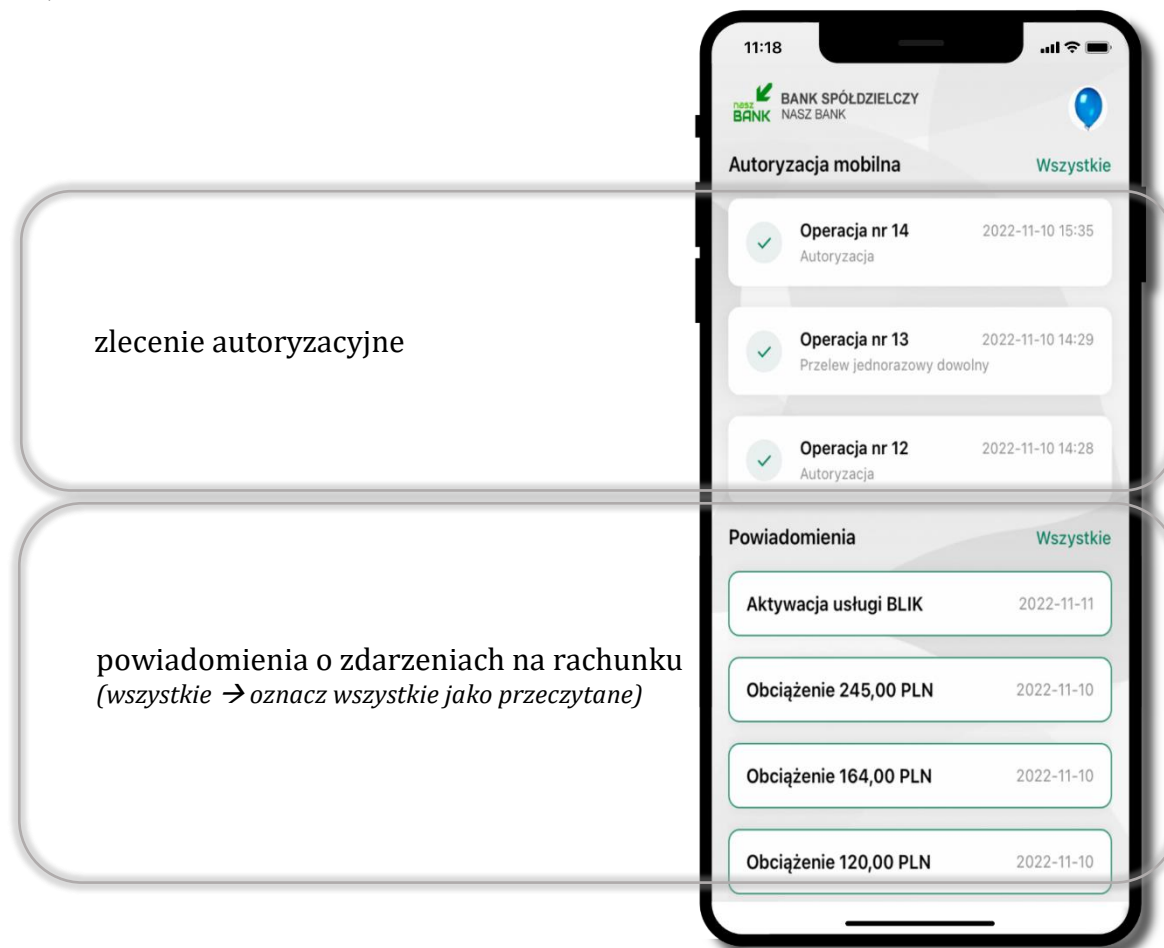 11:18
nasz BANK
BANK SPÓŁDZIELCZY
NASZ BANK
Autoryzacja mobilna Wszystkie
Operacja nr 14 2022-11-10 15:35
Autoryzacja
zlecenie autoryzacyjne
Operacja nr 13 2022-11-10 14:29
Przelew jednorazowy dowolny
Operacja nr 12 2022-11-10 14:28
Autoryzacja
Powiadomienia Wszystkie
Aktywacja usługi BLIK 2022-11-11
powiadomienia o zdarzeniach na rachunku
(wszystkie → oznacz wszystkie jako przeczytane)
Obciążenie 245,00 PLN 2022-11-10
Obciążenie 164,00 PLN 2022-11-10
Obciążenie 120,00 PLN 2022-11-10